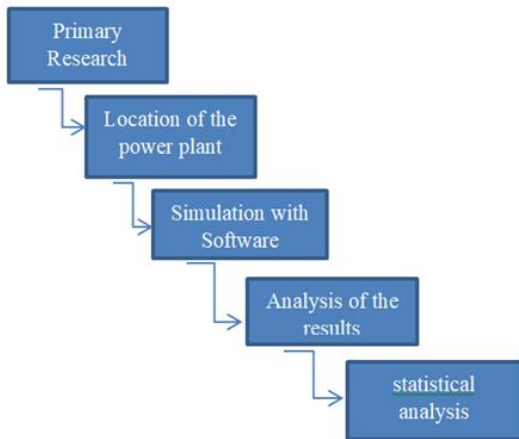 Primary
Research
Location of the
power plant
Simulation with
Software
Analysis of the
results
statistical
analysis